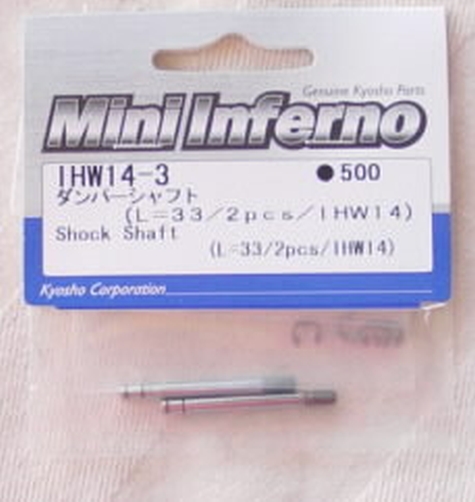 Genuine Kyosho Parts
Mini Inferno
IHW14-3 ●500
ダンパーシャフト
(L=33/2pcs/IHW14)
Shock Shaft
(L=33/2pcs/IHW14)
Kyosho Corporation